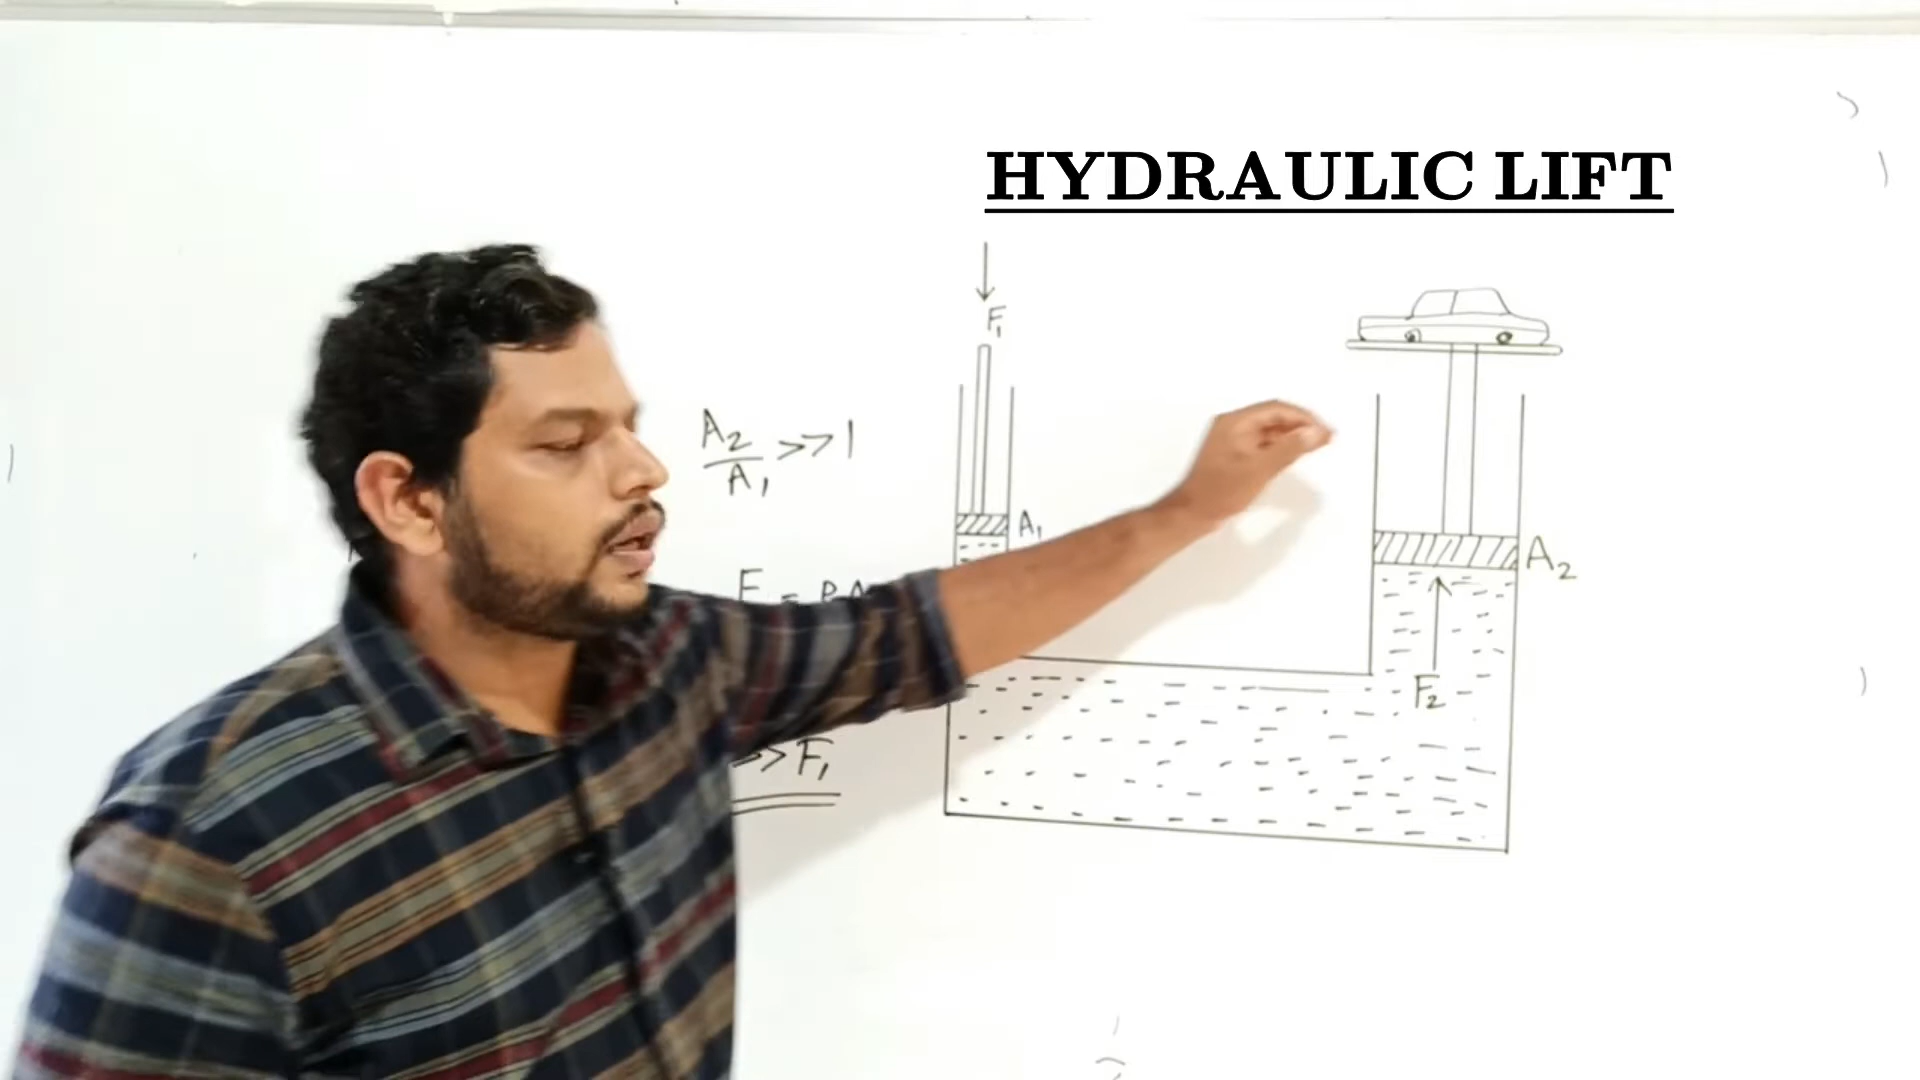 HYDRAULIC LIFT
F₁
A₂/A₁ >> 1
A₁
A₂
F₂
>> F₁